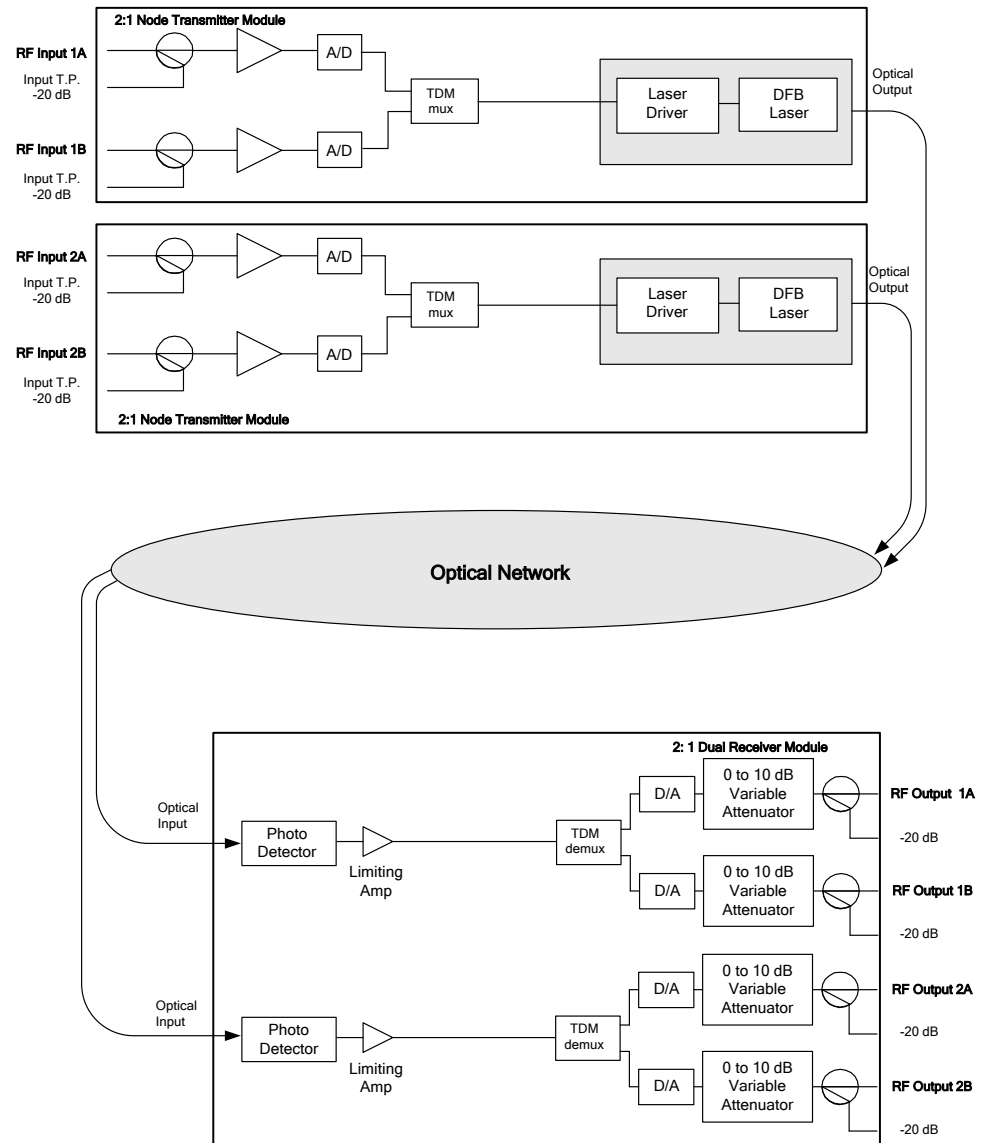 2:1 Node Transmitter Module
RF Input 1A
Input T.P.
-20 dB
A/D
TDM
mux
RF Input 1B
Input T.P.
-20 dB
A/D
Laser
Driver
DFB
Laser
Optical
Output
RF Input 2A
Input T.P.
-20 dB
A/D
TDM
mux
RF Input 2B
Input T.P.
-20 dB
A/D
Laser
Driver
DFB
Laser
Optical
Output
2:1 Node Transmitter Module
Optical Network
2: 1 Dual Receiver Module
Optical
Input
Photo
Detector
Limiting
Amp
TDM
demux
D/A
0 to 10 dB
Variable
Attenuator
RF Output  1A
-20 dB
D/A
0 to 10 dB
Variable
Attenuator
RF Output 1B
-20 dB
Optical
Input
Photo
Detector
Limiting
Amp
TDM
demux
D/A
0 to 10 dB
Variable
Attenuator
RF Output 2A
-20 dB
D/A
0 to 10 dB
Variable
Attenuator
RF Output 2B
-20 dB